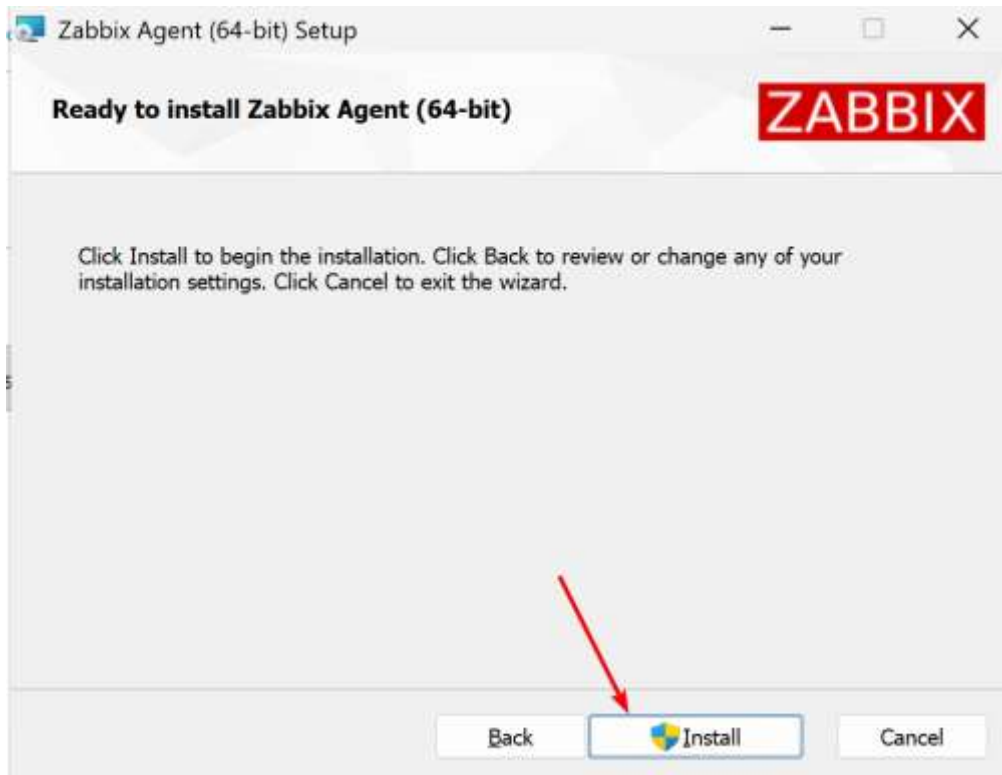 Zabbix Agent (64-bit) Setup
Ready to install Zabbix Agent (64-bit)
ZABBIX
Click Install to begin the installation. Click Back to review or change any of your
installation settings. Click Cancel to exit the wizard.
Back
Install
Cancel